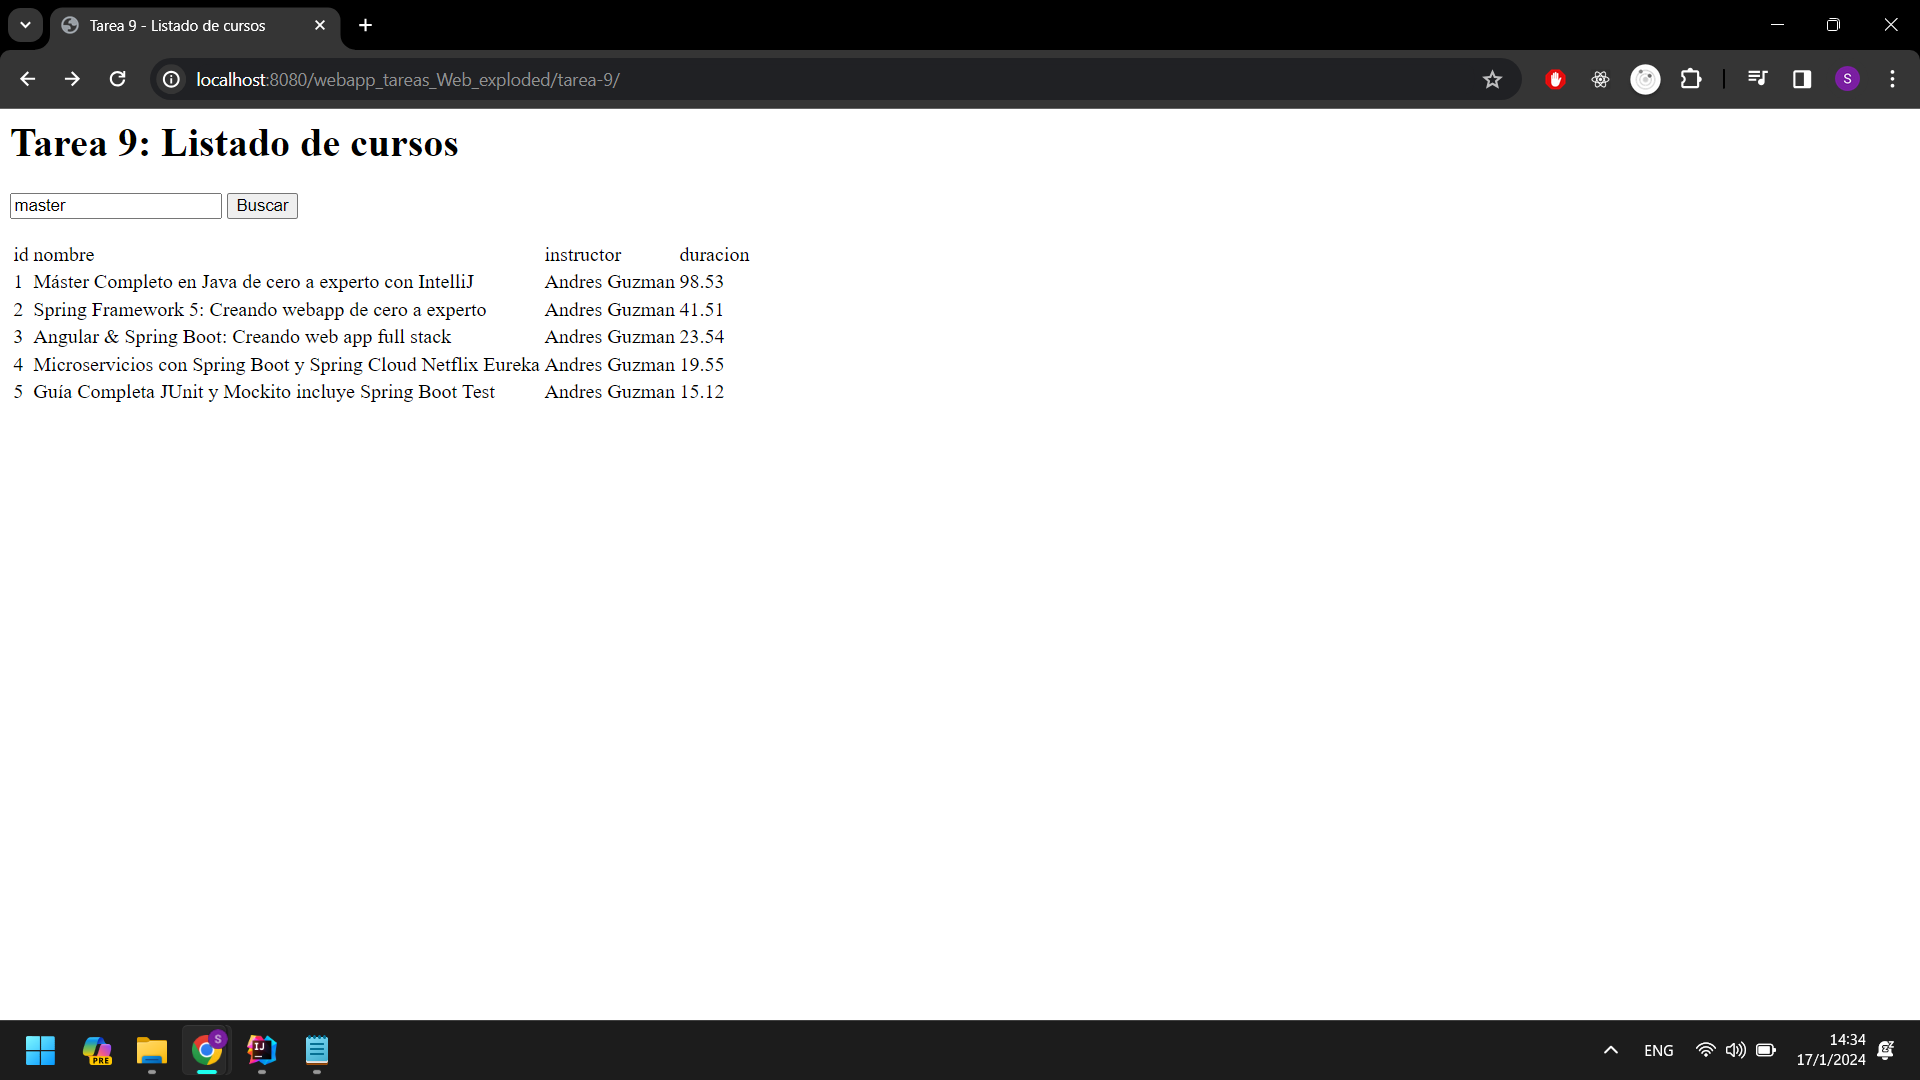 Tarea 9 - Listado de cursos
localhost:8080/webapp_tareas_Web_exploded/tarea-9/
S
Tarea 9: Listado de cursos
master Buscar
id nombre instructor duracion
1 Máster Completo en Java de cero a experto con IntelliJ Andres Guzman 98.53
2 Spring Framework 5: Creando webapp de cero a experto Andres Guzman 41.51
3 Angular & Spring Boot: Creando web app full stack Andres Guzman 23.54
4 Microservicios con Spring Boot y Spring Cloud Netflix Eureka Andres Guzman 19.55
5 Guía Completa JUnit y Mockito incluye Spring Boot Test Andres Guzman 15.12
PRE S IJ ENG 14:34
17/1/2024